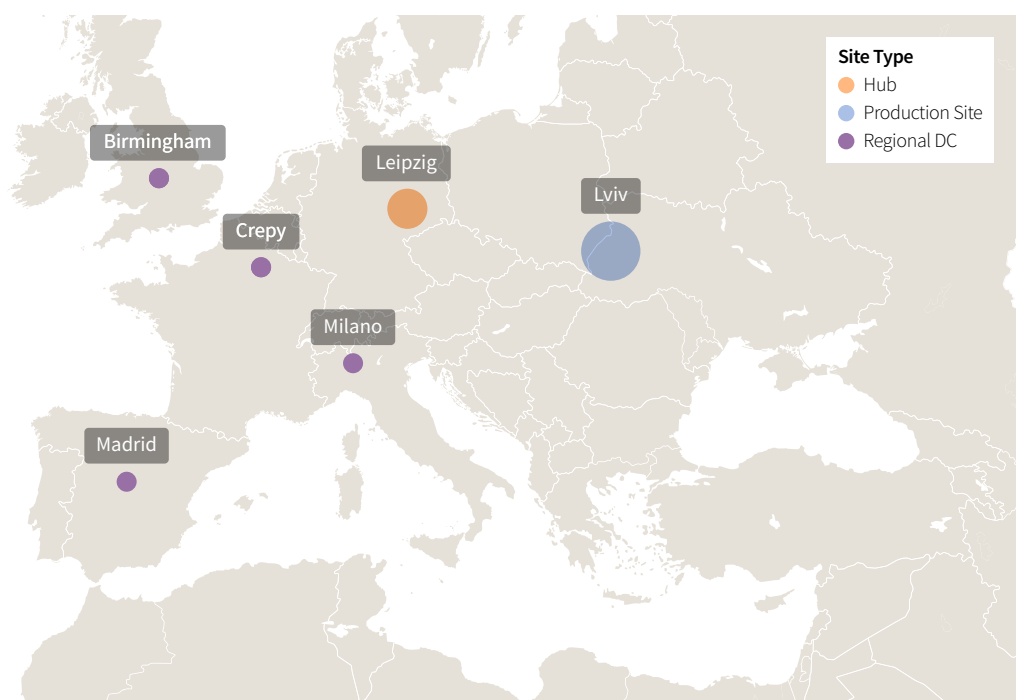 Site Type
Hub
Production Site
Regional DC
Birmingham
Leipzig
Lviv
Crepy
Milano
Madrid